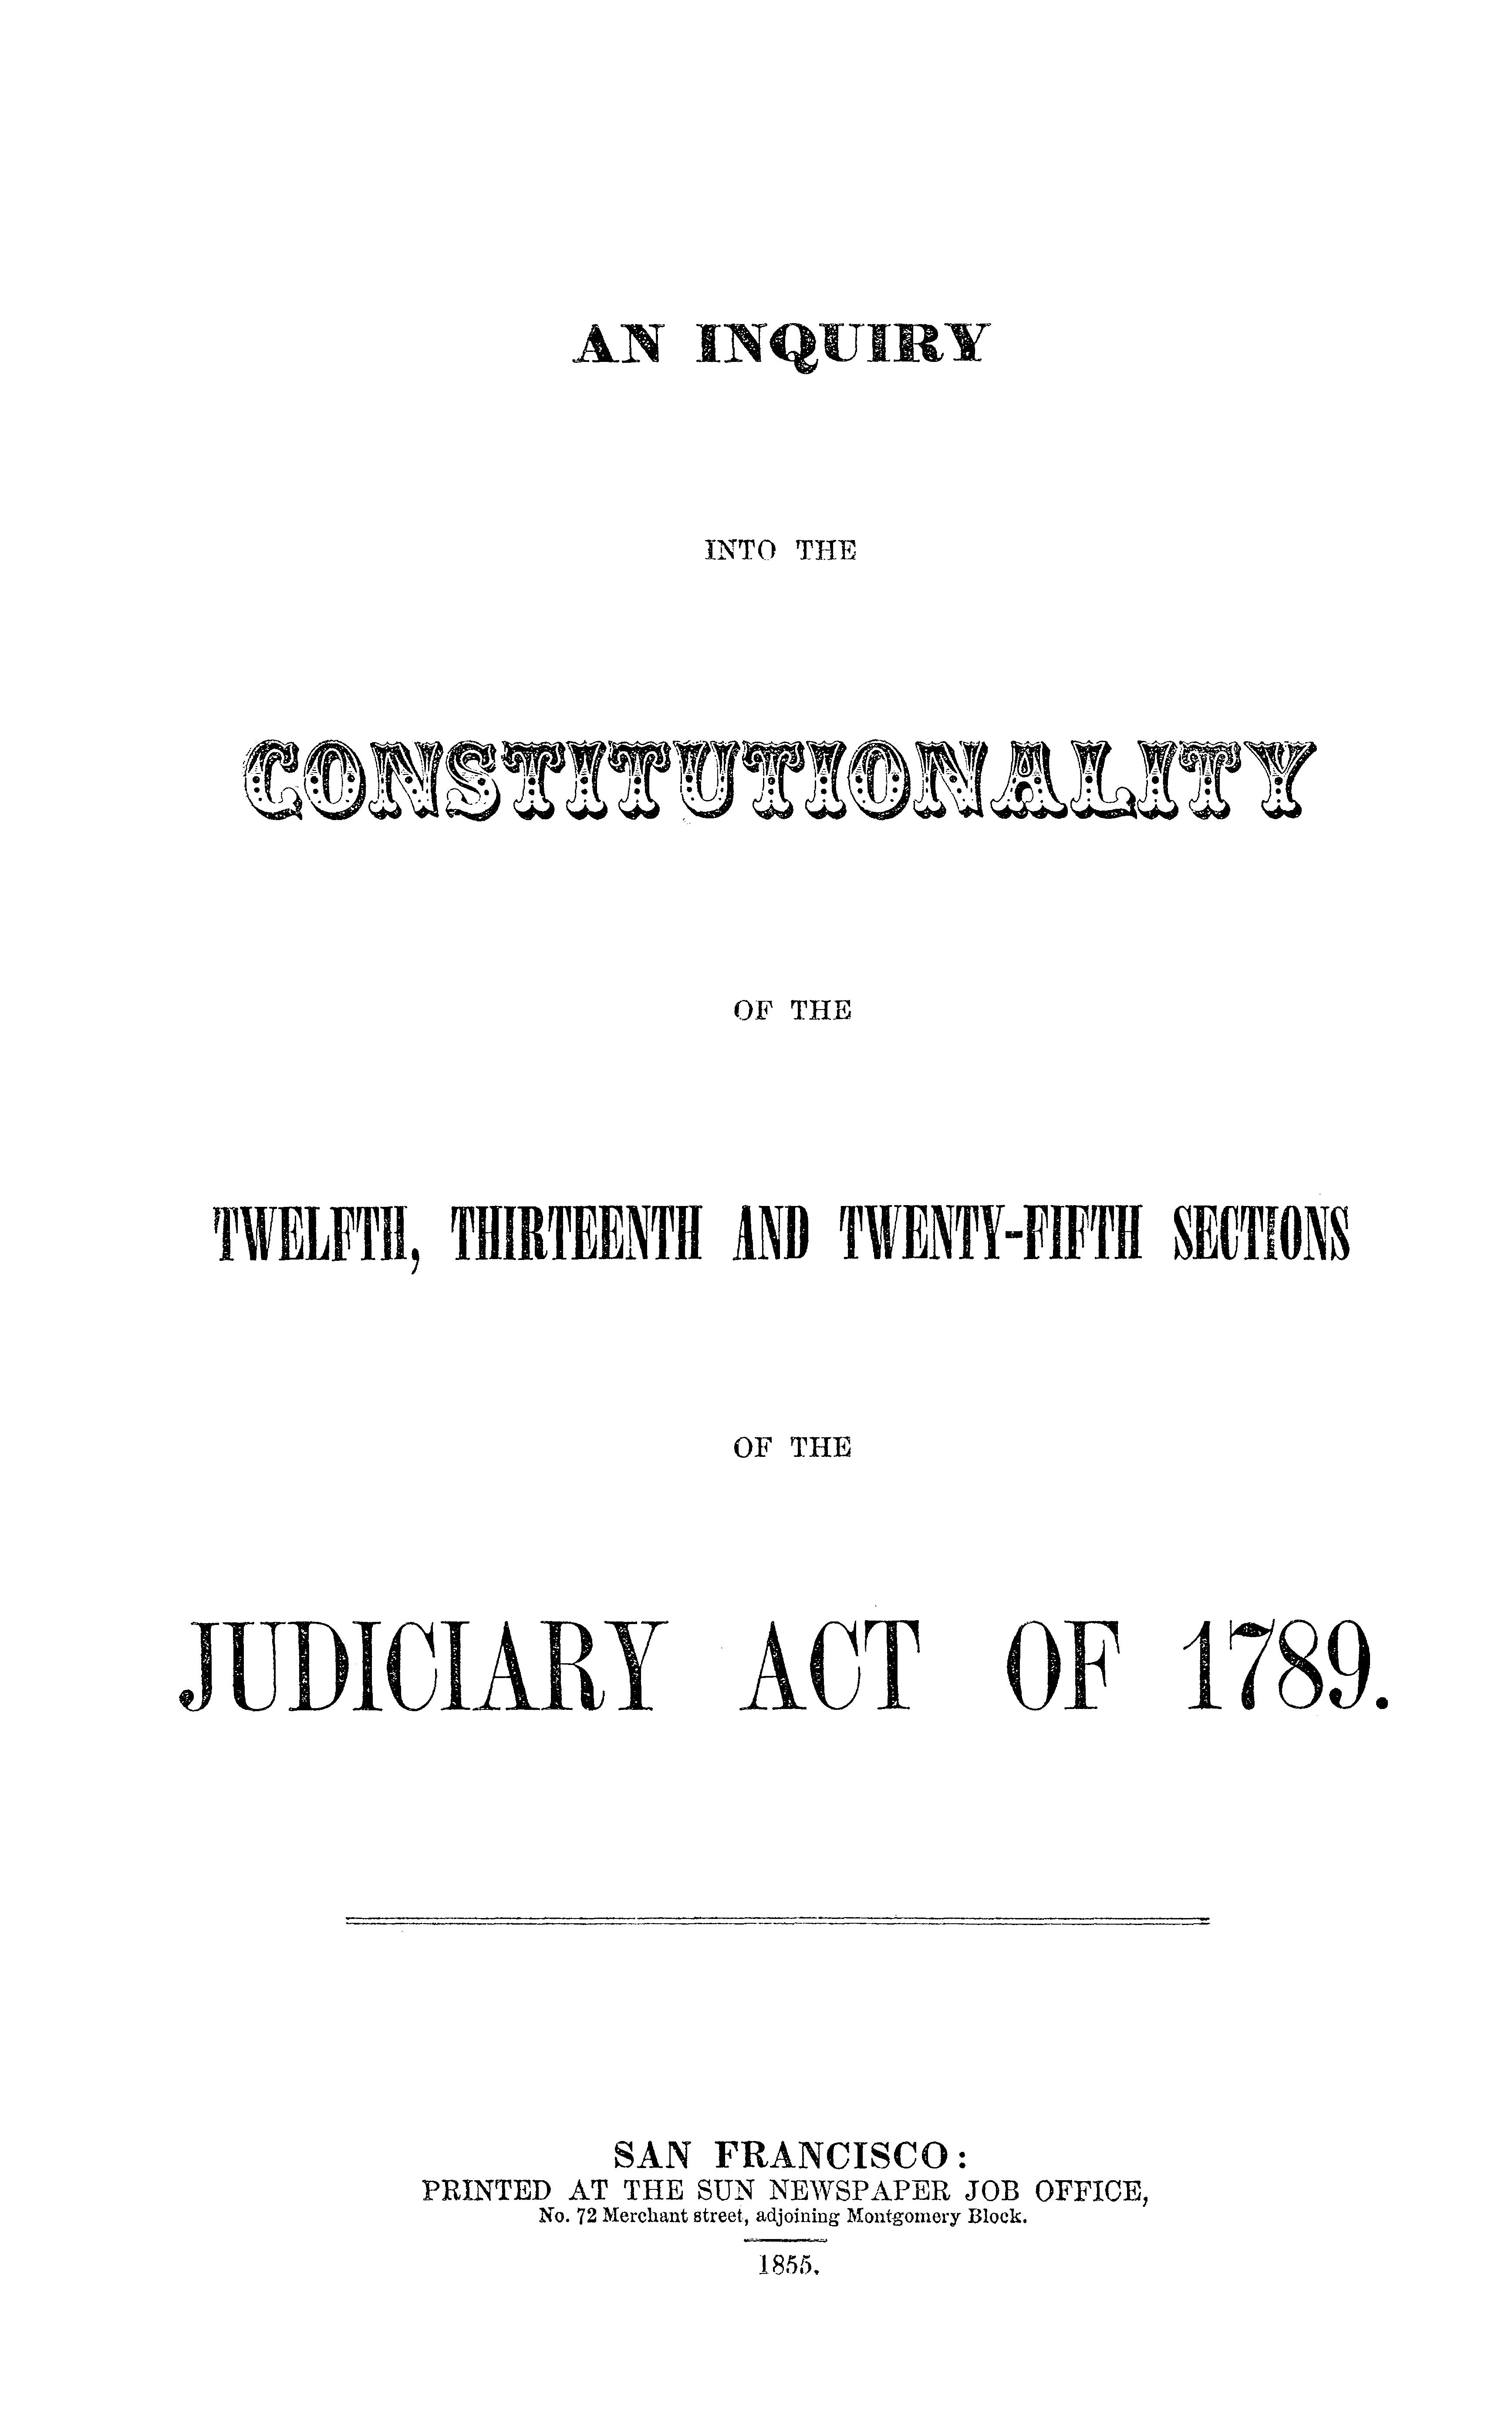 AN INQUIRY
INTO THE
CONSTITUTIONALITY
OF THE
TWELFTH, THIRTEENTH AND TWENTY-FIFTH SECTIONS
OF THE
JUDICIARY ACT OF 1789.
SAN FRANCISCO:
PRINTED AT THE SUN NEWSPAPER JOB OFFICE,
No. 72 Merchant street, adjoining Montgomery Block.
1855.